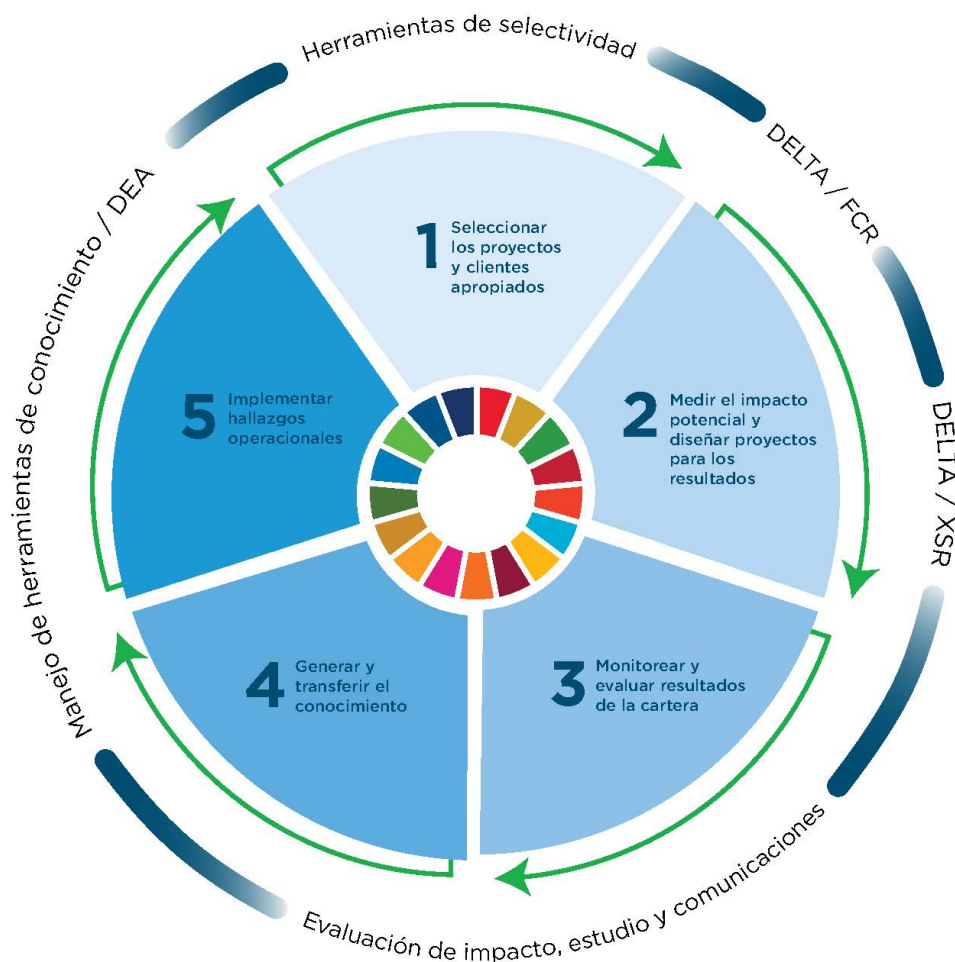 Herramientas de selectividad
DELTA / FCR
DELTA / XSR
Evaluación de impacto, estudio y comunicaciones
Manejo de herramientas de conocimiento / DEA
1
Seleccionar
los proyectos
y clientes
apropiados
2
Medir el impacto
potencial y
diseñar proyectos
para los
resultados
3
Monitorear y
evaluar resultados
de la cartera
4
Generar y
transferir el
conocimiento
5
Implementar
hallazgos
operacionales